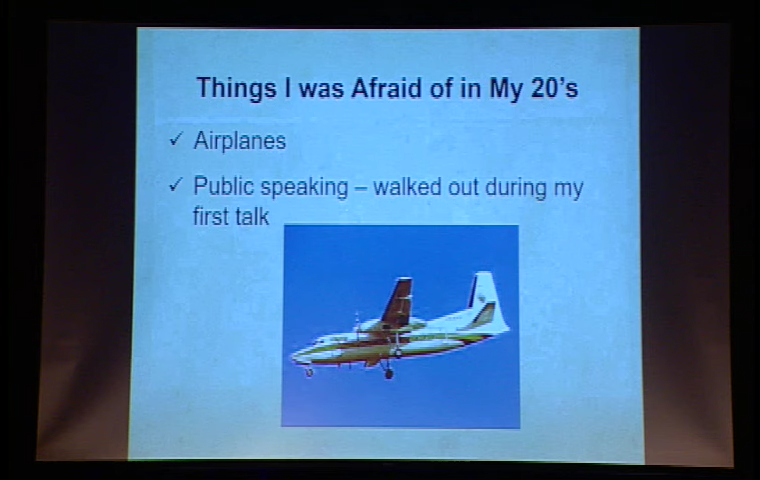 Things I was Afraid of in My 20's
✓ Airplanes
✓ Public speaking – walked out during my
first talk